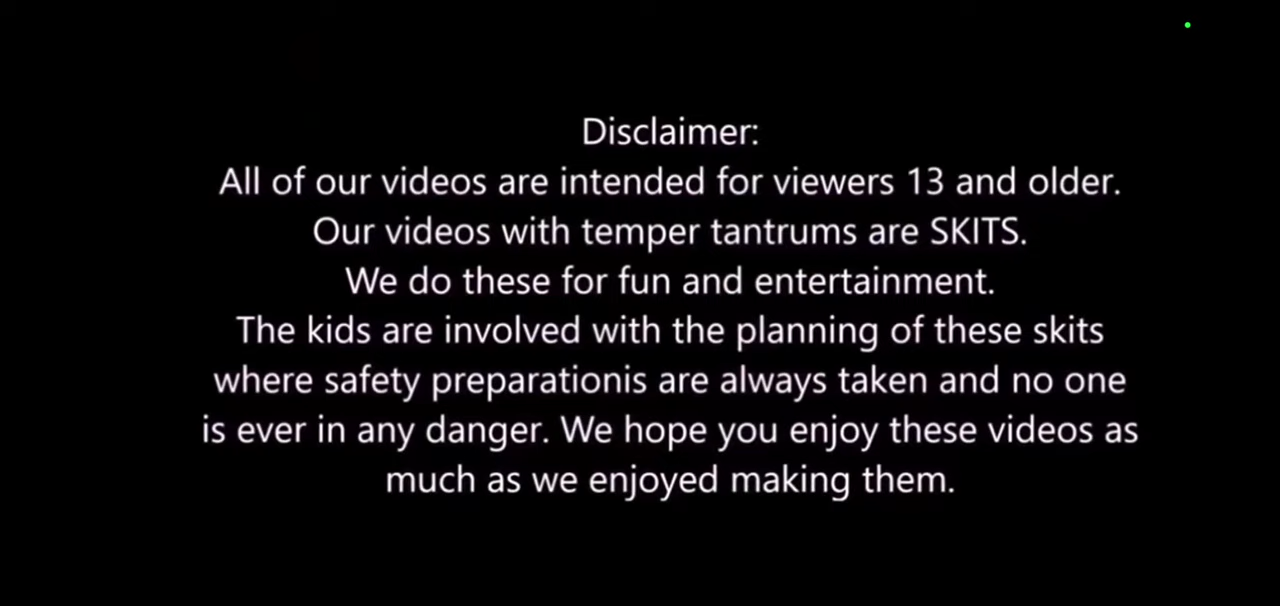 Disclaimer:
All of our videos are intended for viewers 13 and older.
Our videos with temper tantrums are SKITS.
We do these for fun and entertainment.
The kids are involved with the planning of these skits
where safety preparationis are always taken and no one
is ever in any danger. We hope you enjoy these videos as
much as we enjoyed making them.